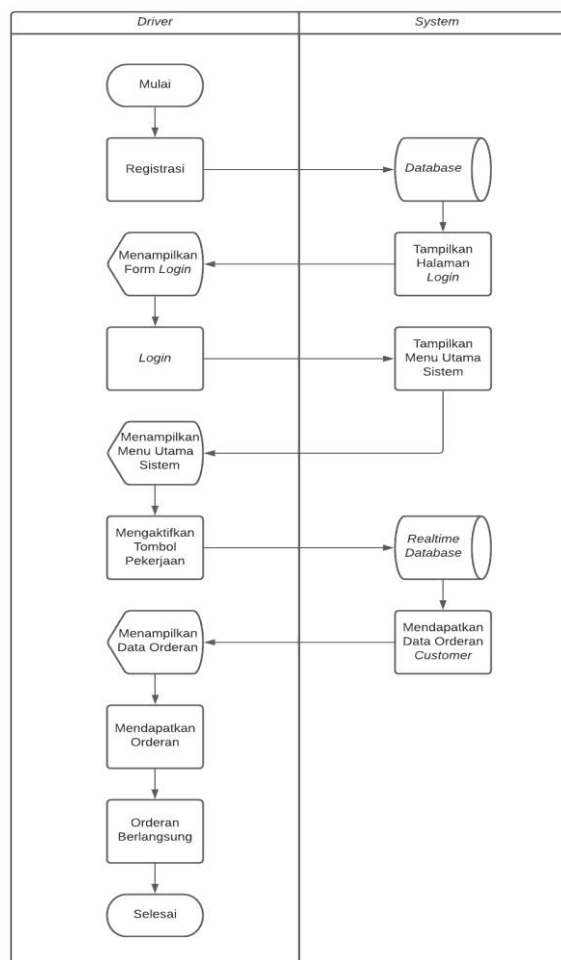 Driver
System
Mulai
Registrasi
Database
Menampilkan
Form Login
Tampilkan
Halaman
Login
Login
Tampilkan
Menu Utama
Sistem
Menampilkan
Menu Utama
Sistem
Mengaktifkan
Tombol
Pekerjaan
Realtime
Database
Menampilkan
Data Orderan
Mendapatkan
Data Orderan
Customer
Mendapatkan
Orderan
Orderan
Berlangsung
Selesai